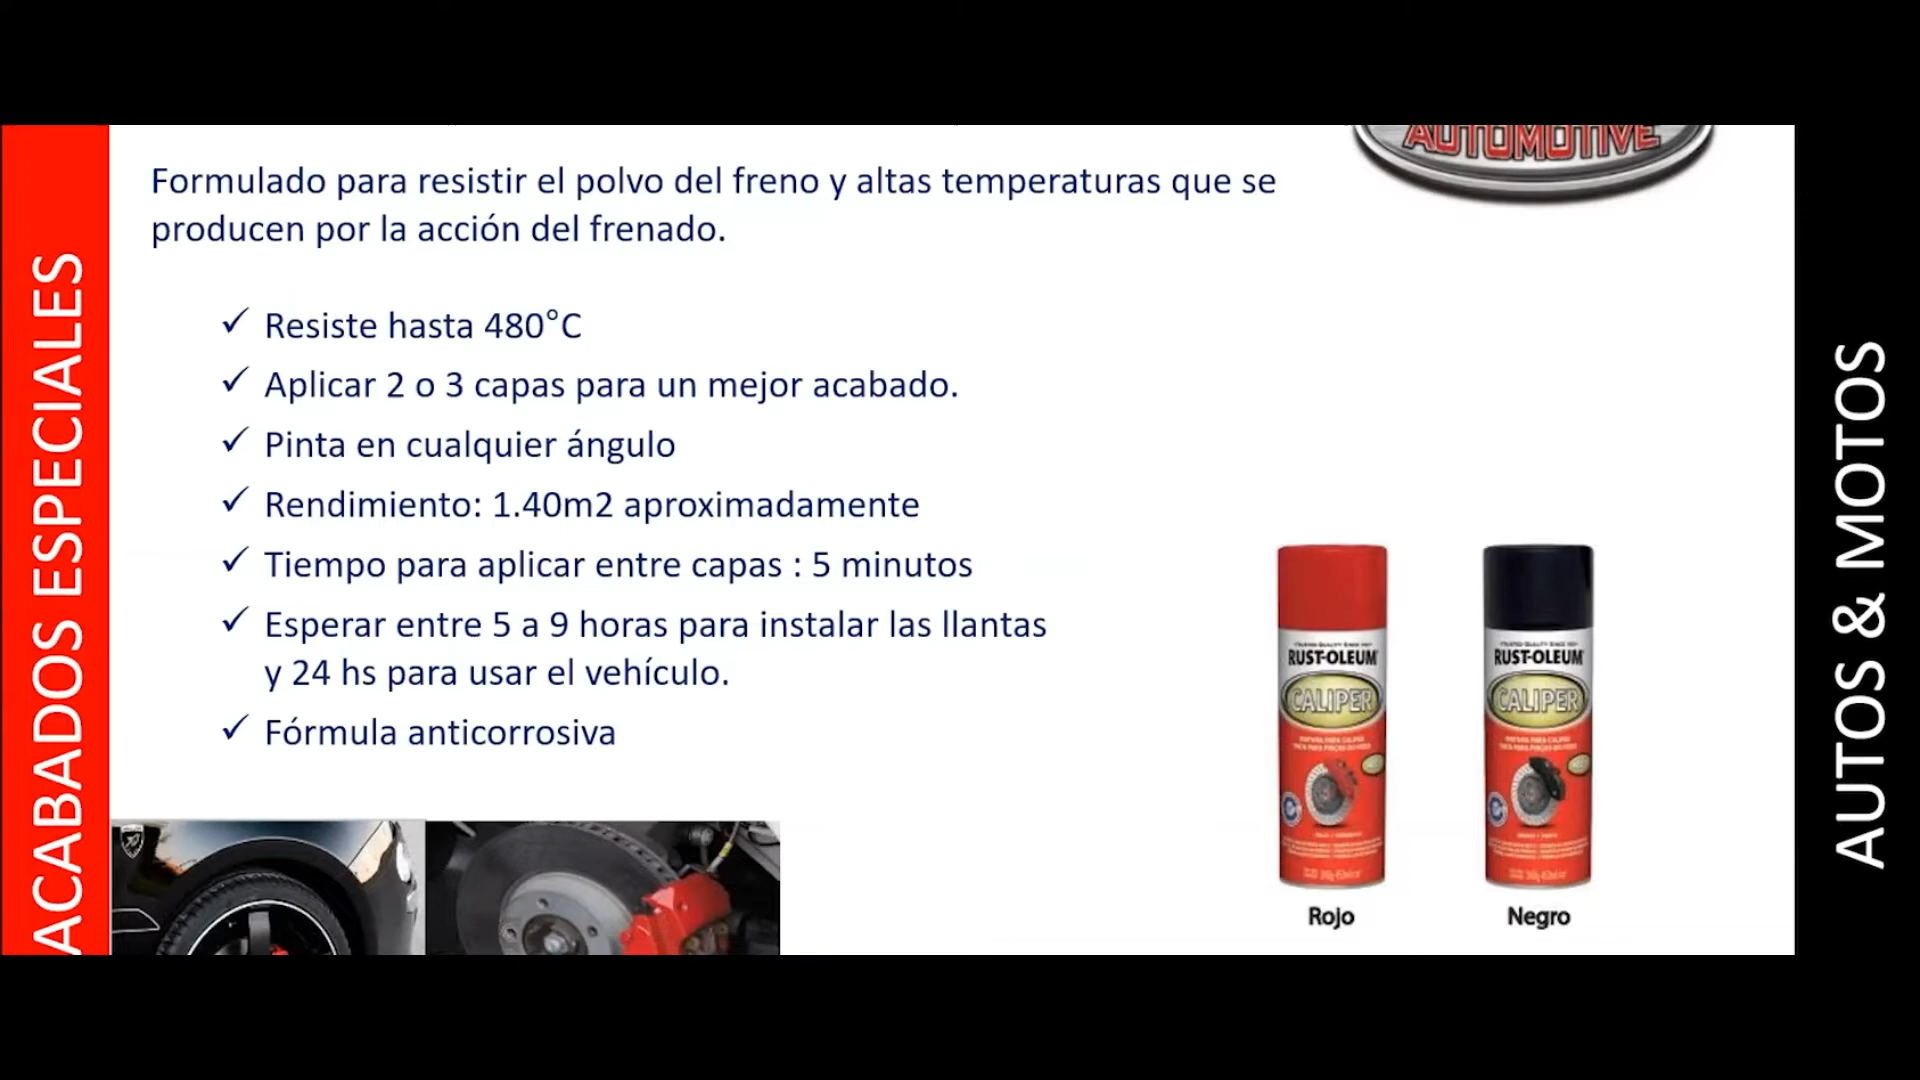 AUTOMOTIVE
Formulado para resistir el polvo del freno y altas temperaturas que se
producen por la acción del frenado.
✓ Resiste hasta 480°C
✓ Aplicar 2 o 3 capas para un mejor acabado.
✓ Pinta en cualquier ángulo
✓ Rendimiento: 1.40m2 aproximadamente
✓ Tiempo para aplicar entre capas : 5 minutos
✓ Esperar entre 5 a 9 horas para instalar las llantas
y 24 hs para usar el vehículo.
✓ Fórmula anticorrosiva
ACABADOS ESPECIALES
AUTOS & MOTOS
RUST-OLEUM
CALIPER
Rojo
RUST-OLEUM
CALIPER
Negro